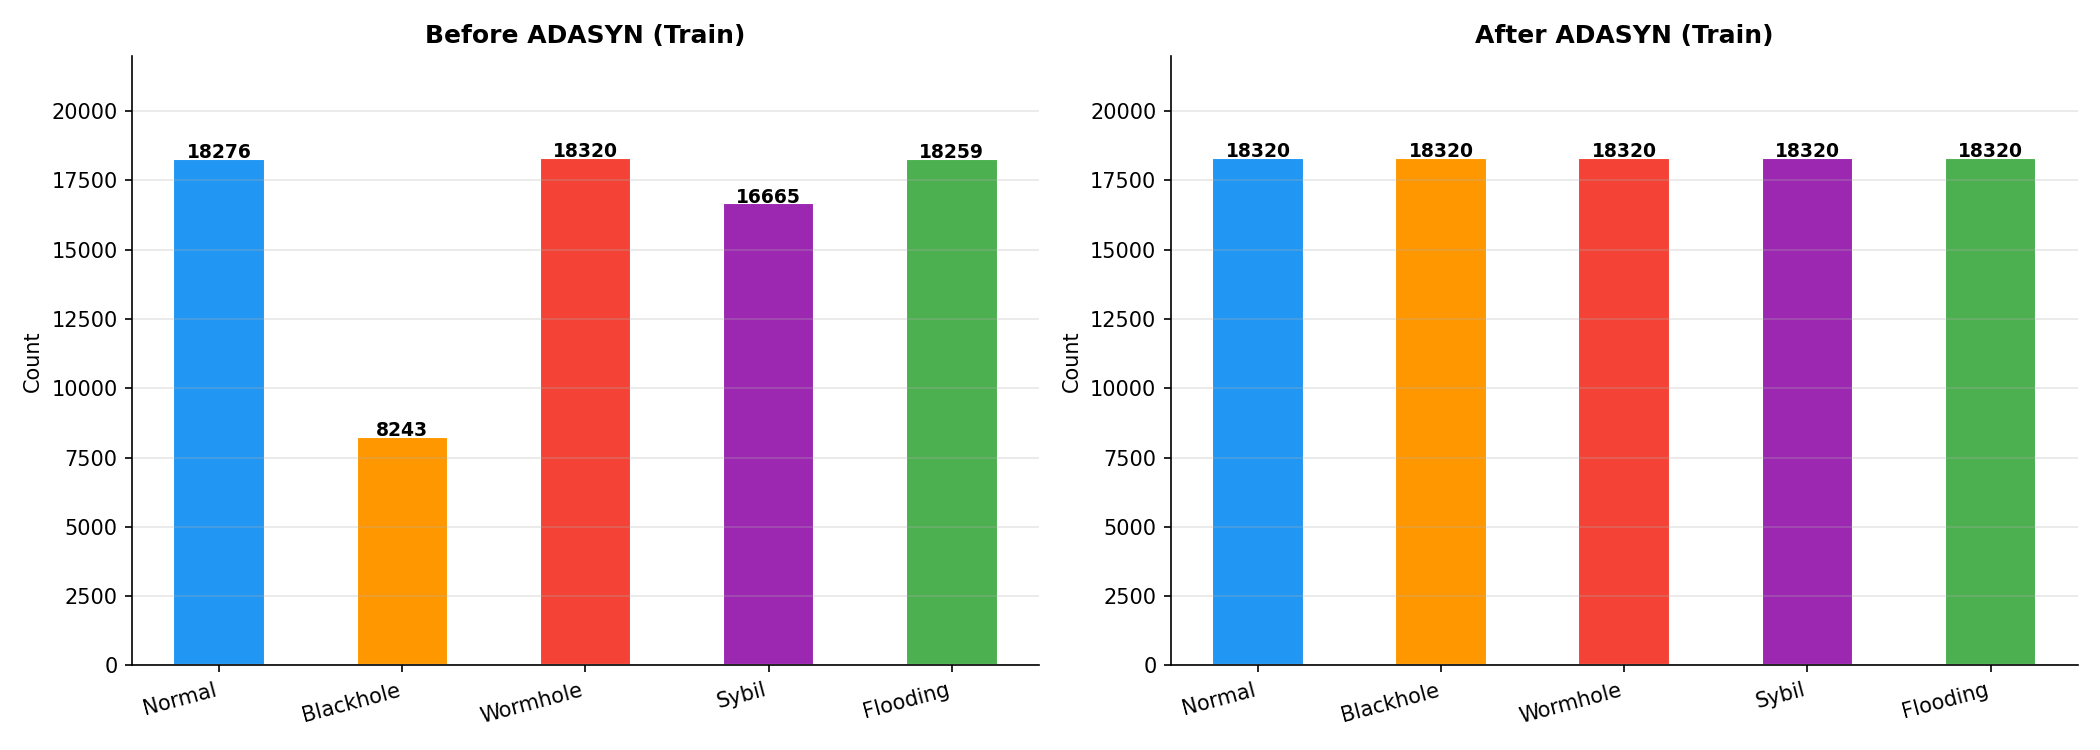 Before ADASYN (Train)
Count
20000
17500
15000
12500
10000
7500
5000
2500
0
18276
8243
18320
16665
18259
Normal
Blackhole
Wormhole
Sybil
Flooding
After ADASYN (Train)
Count
20000
17500
15000
12500
10000
7500
5000
2500
0
18320
18320
18320
18320
18320
Normal
Blackhole
Wormhole
Sybil
Flooding